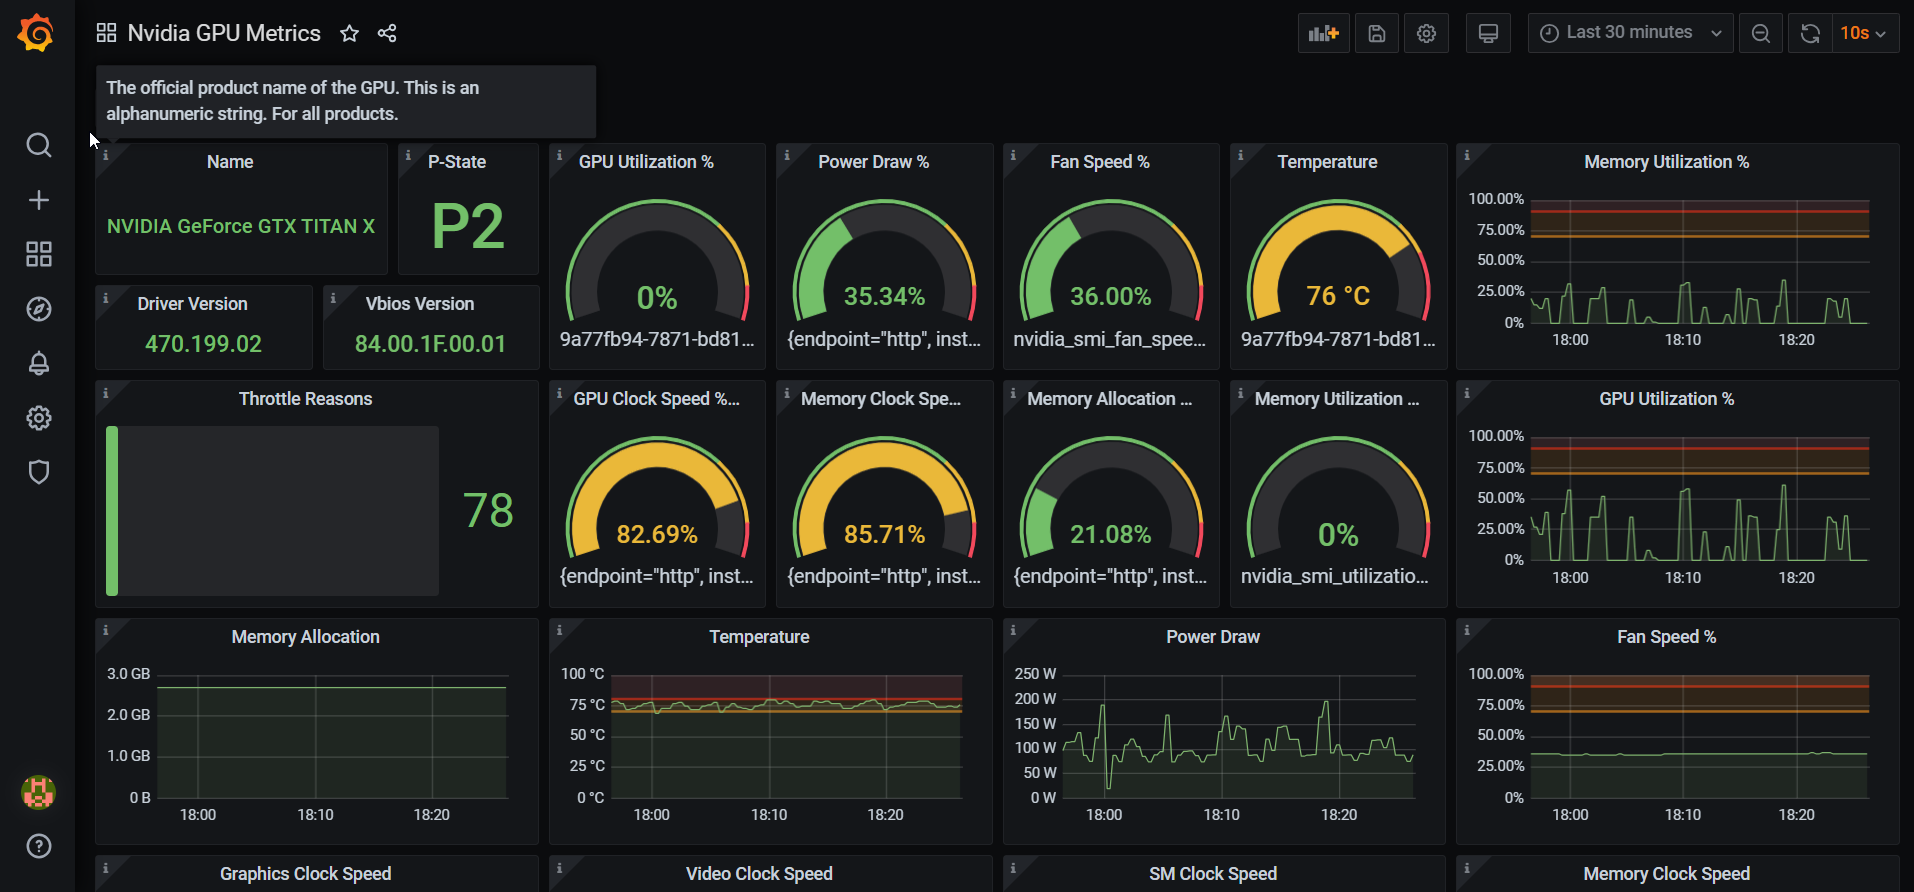 Nvidia GPU Metrics
Last 30 minutes
10s
The official product name of the GPU. This is an
alphanumeric string. For all products.
Name
NVIDIA GeForce GTX TITAN X
P-State
P2
GPU Utilization %
0%
9a77fb94-7871-bd81...
Power Draw %
35.34%
{endpoint="http", inst...
Fan Speed %
36.00%
nvidia_smi_fan_spee...
Temperature
76 °C
9a77fb94-7871-bd81...
Memory Utilization %
100.00%
75.00%
50.00%
25.00%
0%
18:00 18:10 18:20
Driver Version
470.199.02
Vbios Version
84.00.1F.00.01
Throttle Reasons
78
GPU Clock Speed %...
82.69%
{endpoint="http", inst...
Memory Clock Spe...
85.71%
{endpoint="http", inst...
Memory Allocation ...
21.08%
{endpoint="http", inst...
Memory Utilization ...
0%
nvidia_smi_utilizatio...
GPU Utilization %
100.00%
75.00%
50.00%
25.00%
0%
18:00 18:10 18:20
Memory Allocation
3.0 GB
2.0 GB
1.0 GB
0 B
18:00 18:10 18:20
Temperature
100 °C
75 °C
50 °C
25 °C
0 °C
18:00 18:10 18:20
Power Draw
250 W
200 W
150 W
100 W
50 W
0 W
18:00 18:10 18:20
Fan Speed %
100.00%
75.00%
50.00%
25.00%
0%
18:00 18:10 18:20
Graphics Clock Speed
Video Clock Speed
SM Clock Speed
Memory Clock Speed